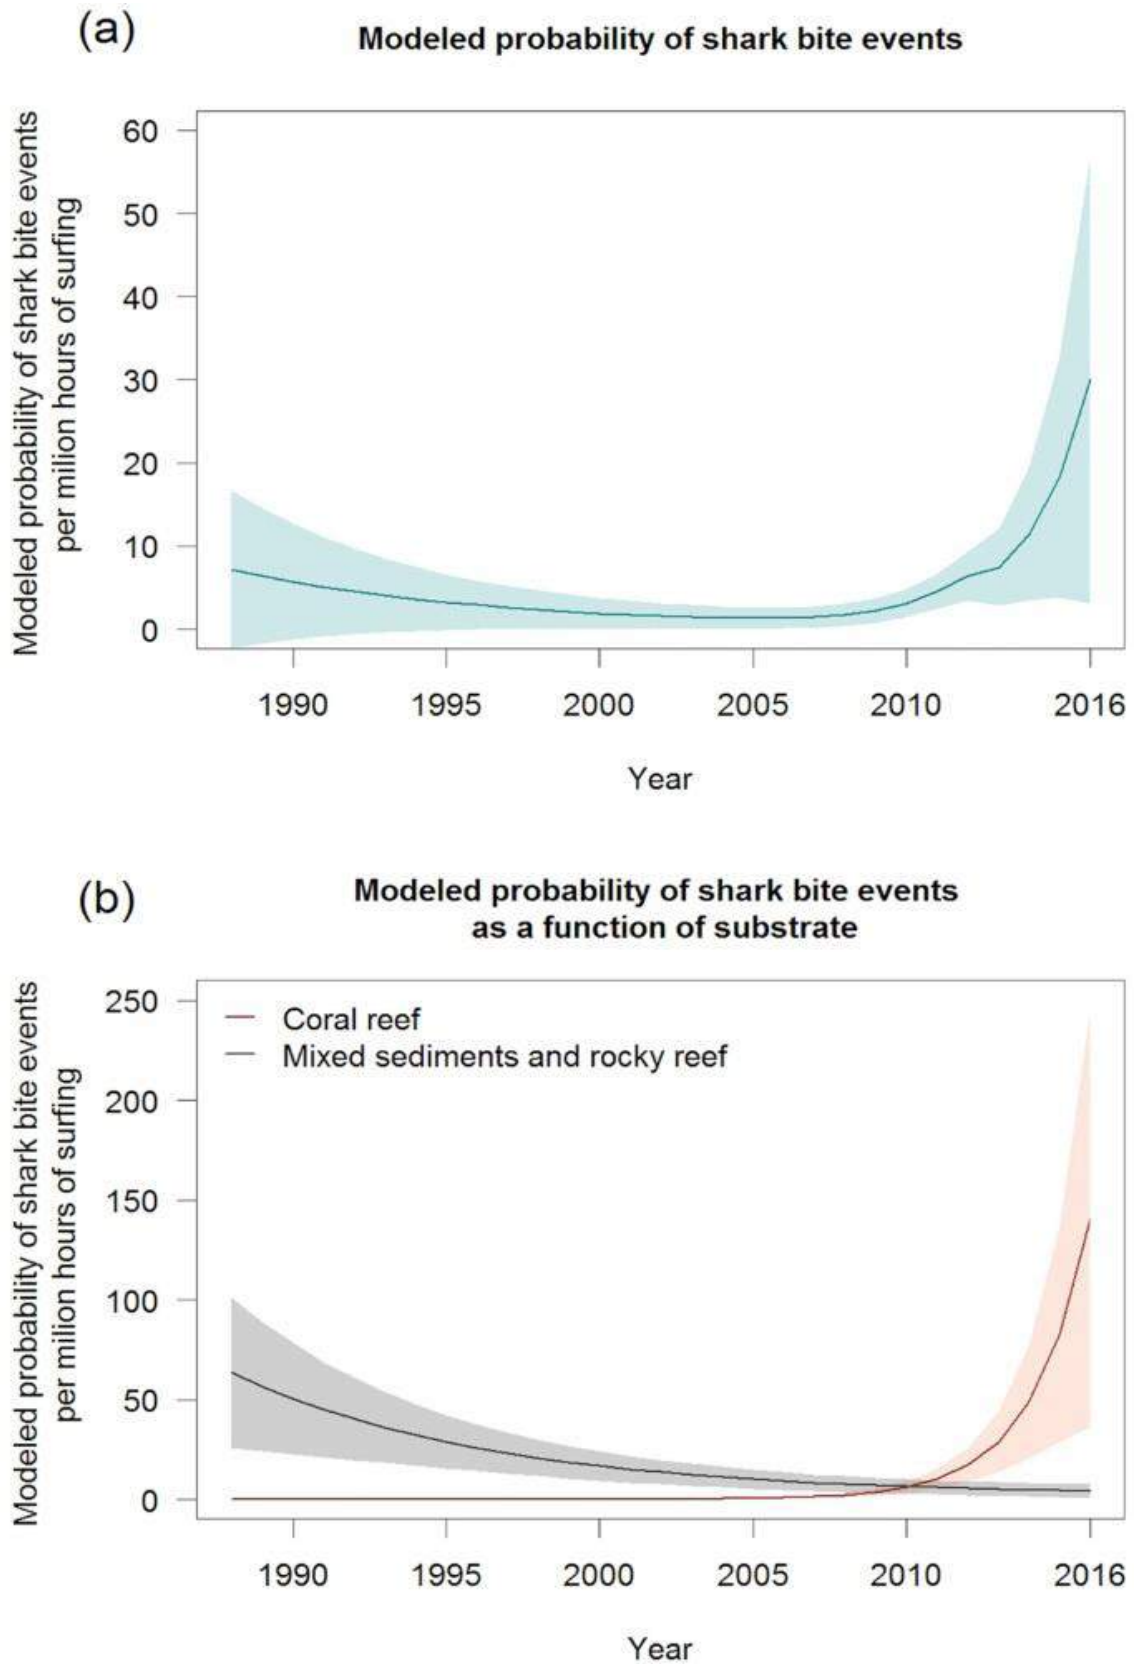 (a)
Modeled probability of shark bite events
Modeled probability of shark bite events
per milion hours of surfing
60
50
40
30
20
10
0
1990 1995 2000 2005 2010 2016
Year
(b)
Modeled probability of shark bite events
as a function of substrate
Modeled probability of shark bite events
per milion hours of surfing
250
200
150
100
50
0
Coral reef
Mixed sediments and rocky reef
1990 1995 2000 2005 2010 2016
Year